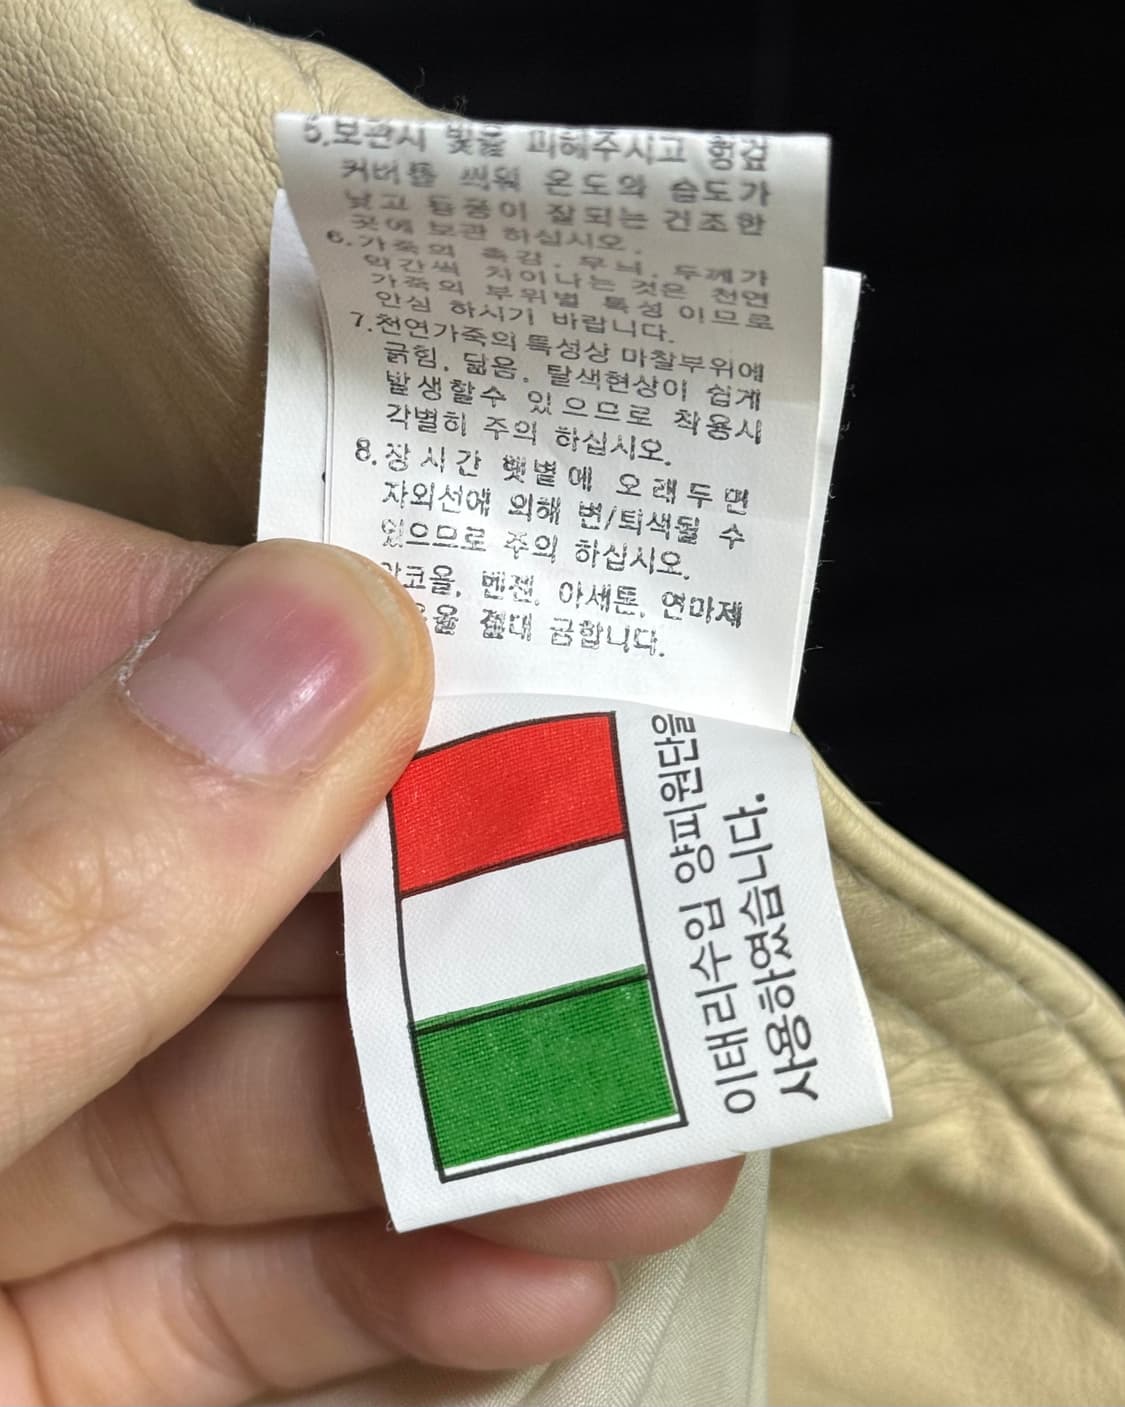 5.보관시 빛을 피해주시고 헝겊
커버를 씌워 온도와 습도가
낮고 통풍이 잘되는 건조한
곳에 보관 하십시오.
6.가죽의 촉감, 무늬, 두께가
약간씩 차이나는 것은 천연
가죽의 부위별 특성 이므로
안심 하시기 바랍니다.
7.천연가죽의 특성상 마찰부위에
긁힘, 닳음, 탈색현상이 쉽게
발생할수 있으므로 착용시
각별히 주의 하십시오.
8.장시간 햇볕에 오래두면
자외선에 의해 변/퇴색될 수
있으므로 주의 하십시오.
알코올, 벤젠, 아세톤, 연마제
절대 금합니다.
이태리수입 양피원단을
사용하였습니다.